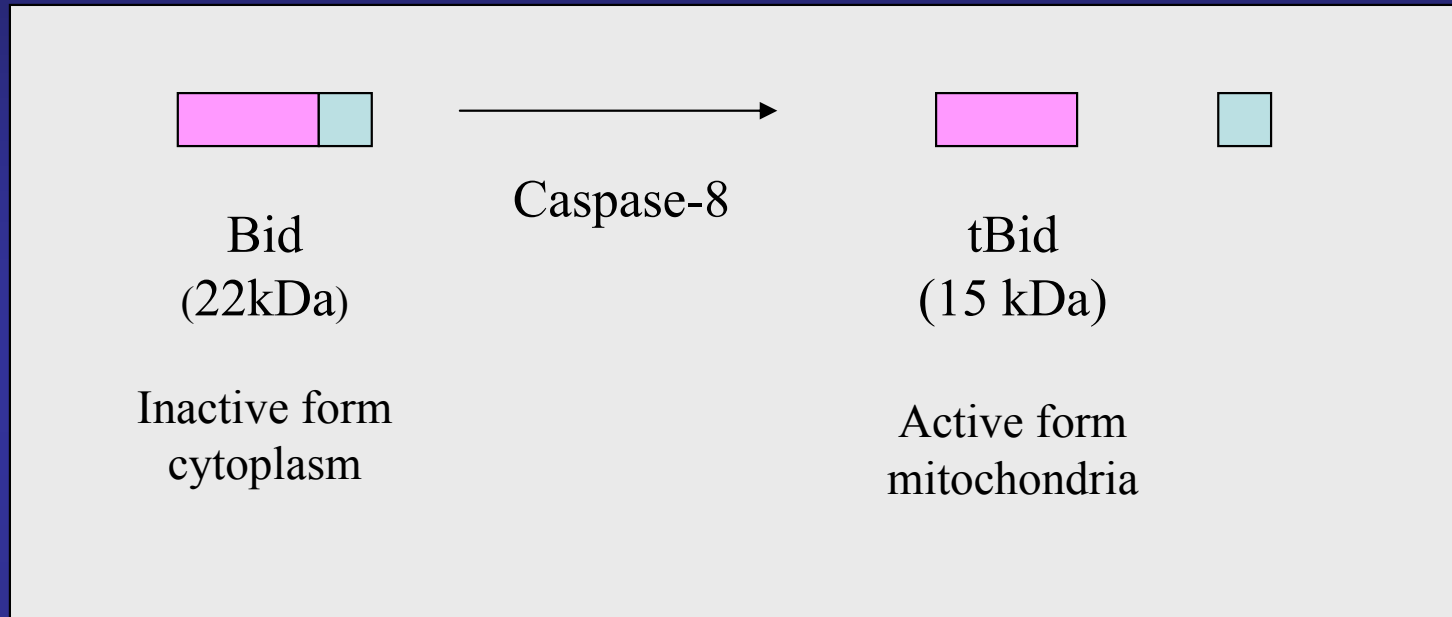 Caspase-8
Bid
(22kDa)
tBid
(15 kDa)
Inactive form
cytoplasm
Active form
mitochondria